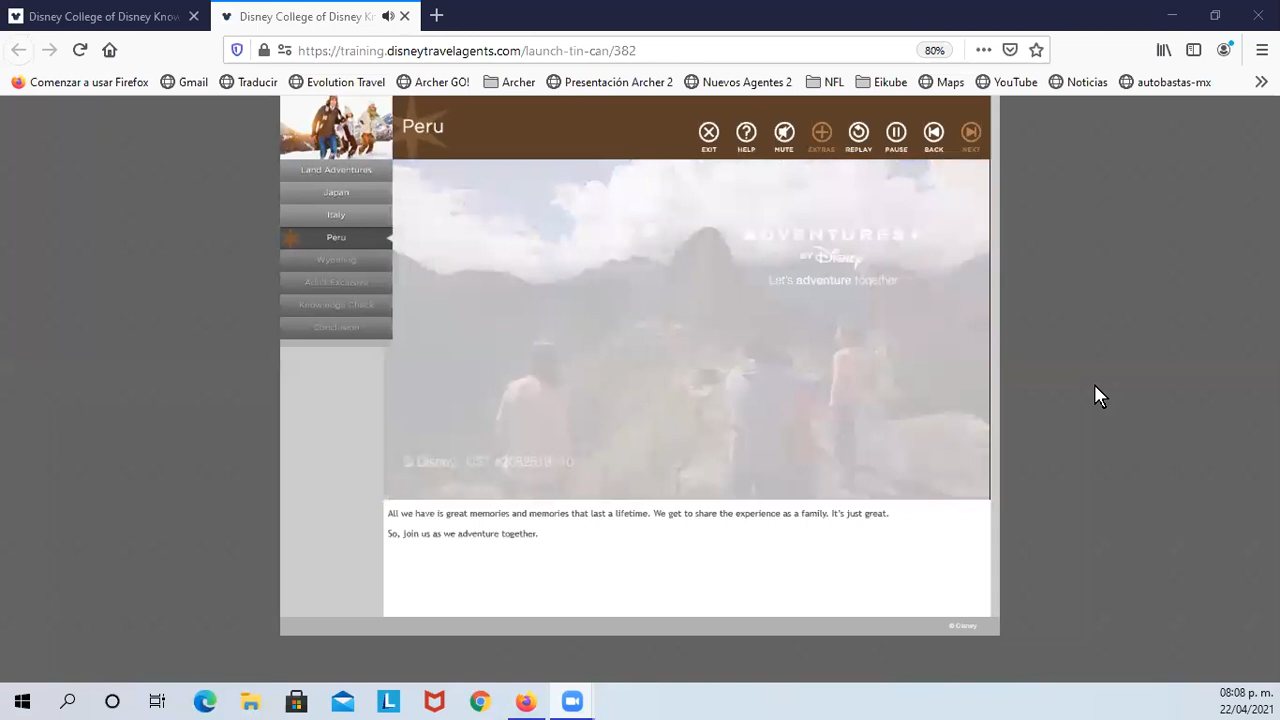 Disney College of Disney Know
Disney College of Disney Kn
https://training.disneytravelagents.com/launch-tin-can/382
80%
Comenzar a usar Firefox
Gmail
Traducir
Evolution Travel
Archer GO!
Archer
Presentación Archer 2
Nuevos Agentes 2
NFL
Eikube
Maps
YouTube
Noticias
autobastas-mx
Peru
EXIT
HELP
MUTE
EXTRAS
REPLAY
PAUSE
BACK
NEXT
Land Adventures
Japan
Italy
Peru
Wyoming
Adult Exclusive
Knowledge Check
Conclusion
ADVENTURES
BY Disney
Let's adventure together
All we have is great memories and memories that last a lifetime. We get to share the experience as a family. It's just great.
So, join us as we adventure together.
© Disney
08:08 p. m.
22/04/2021